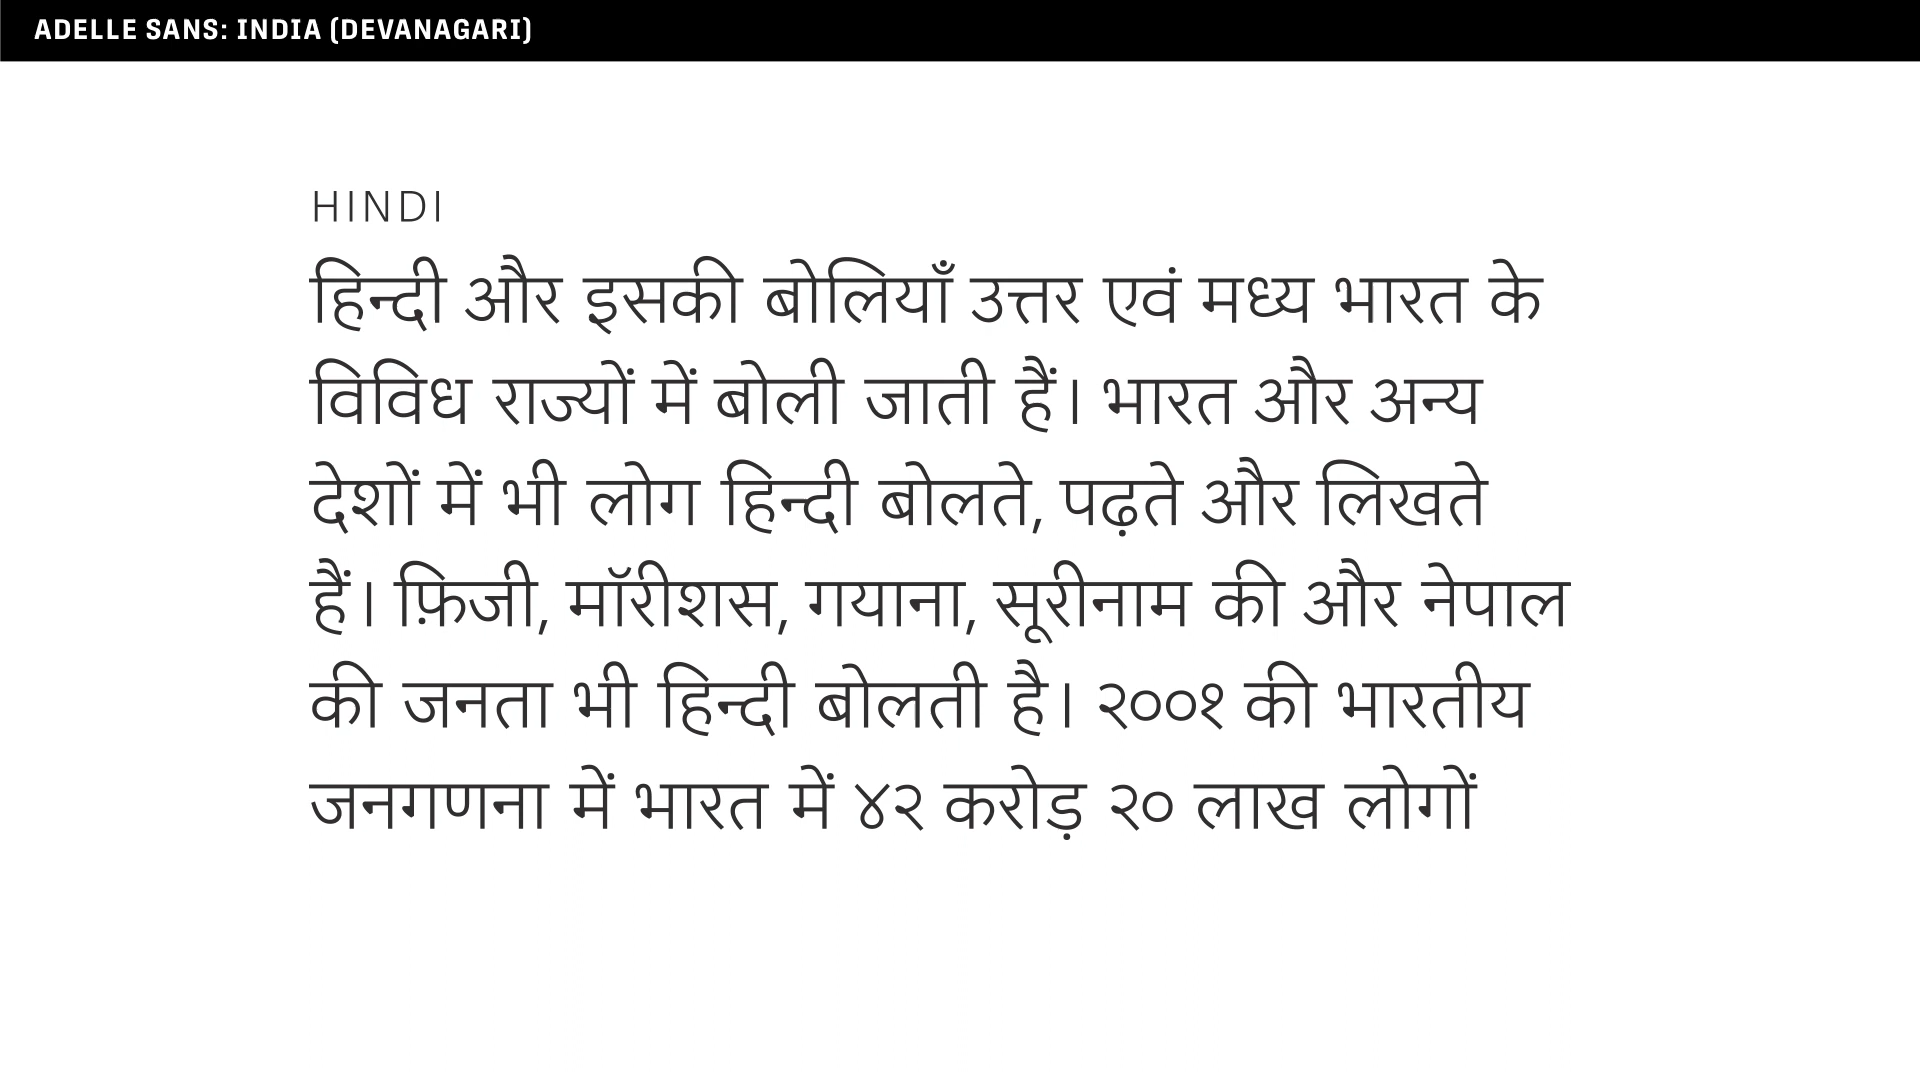 ADELLE SANS: INDIA (DEVANAGARI)
HINDI
हिन्दी और इसकी बोलियाँ उत्तर एवं मध्य भारत के
विविध राज्यों में बोली जाती हैं। भारत और अन्य
देशों में भी लोग हिन्दी बोलते, पढ़ते और लिखते
हैं। फ़िजी, मॉरीशस, गयाना, सूरीनाम की और नेपाल
की जनता भी हिन्दी बोलती है। २००१ की भारतीय
जनगणना में भारत में ४२ करोड़ २० लाख लोगों